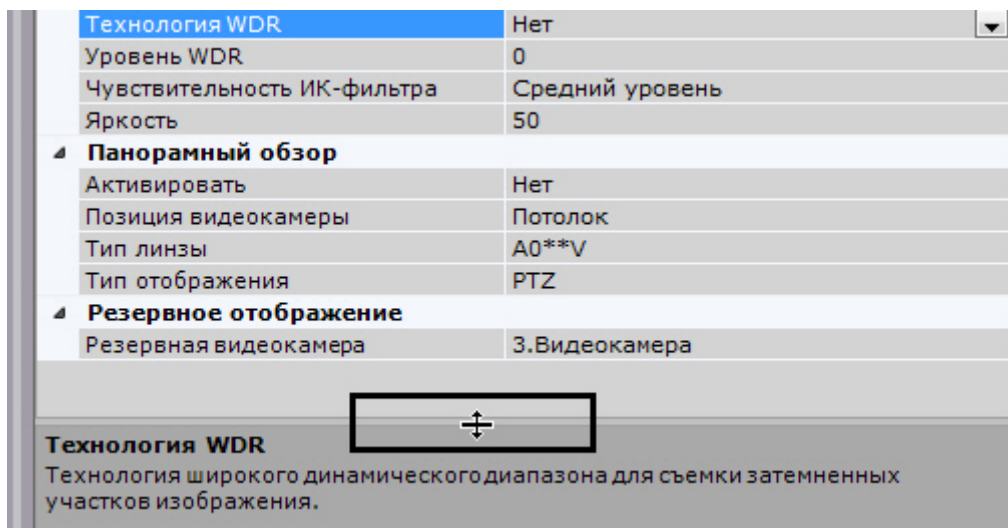 Технология WDR Нет
Уровень WDR 0
Чувствительность ИК-фильтра Средний уровень
Яркость 50
Панорамный обзор
Активировать Нет
Позиция видеокамеры Потолок
Тип линзы A0**V
Тип отображения PTZ
Резервное отображение
Резервная видеокамера 3.Видеокамера
Технология WDR
Технология широкого динамического диапазона для съемки затемненных
участков изображения.